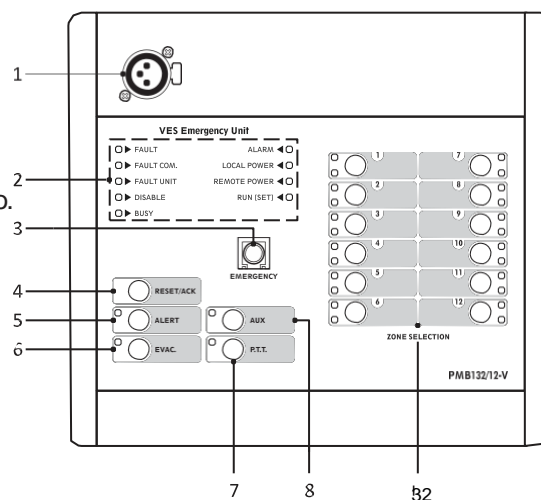 1
VES Emergency Unit
FAULT ALARM
FAULT COM. LOCAL POWER
FAULT UNIT REMOTE POWER
DISABLE RUN (SET)
BUSY
2
D.
3
EMERGENCY
1 7
2 8
3 9
4 10
5 11
6 12
ZONE SELECTION
4
RESET/ACK
5
ALERT AUX
6
EVAC. P.T.T.
PMB132/12-V
7 8